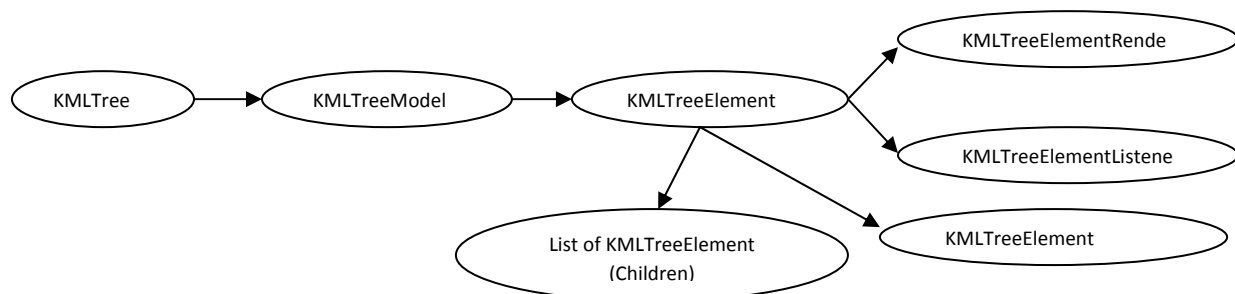 KMLTree
KMLTreeModel
KMLTreeElement
KMLTreeElementRende
KMLTreeElementListene
List of KMLTreeElement
(Children)
KMLTreeElement